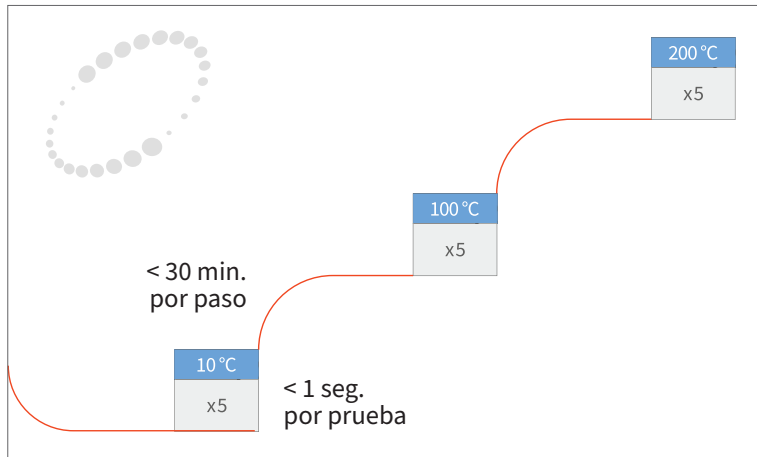 200 °C
x5
100 °C
x5
< 30 min.
por paso
10 °C
x5
< 1 seg.
por prueba